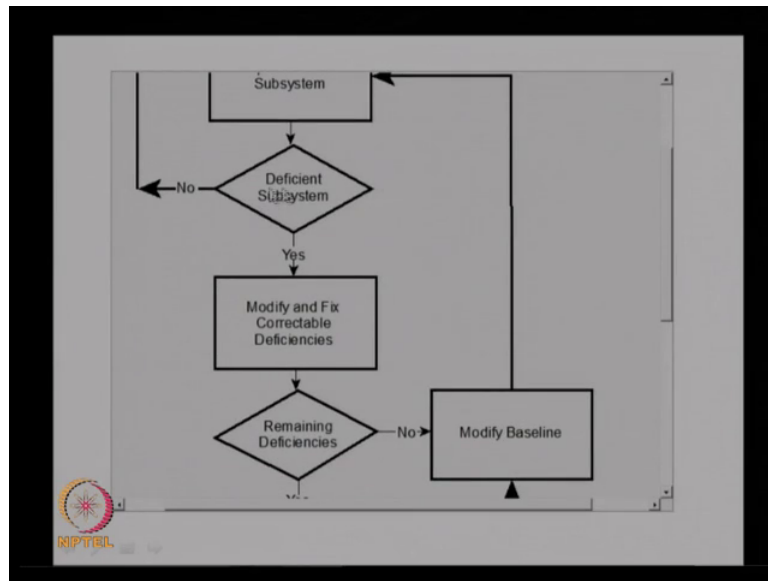 Subsystem
Deficient
Subsystem
No
Yes
Modify and Fix
Correctable
Deficiencies
Remaining
Deficiencies
No
Modify Baseline
NPTEL